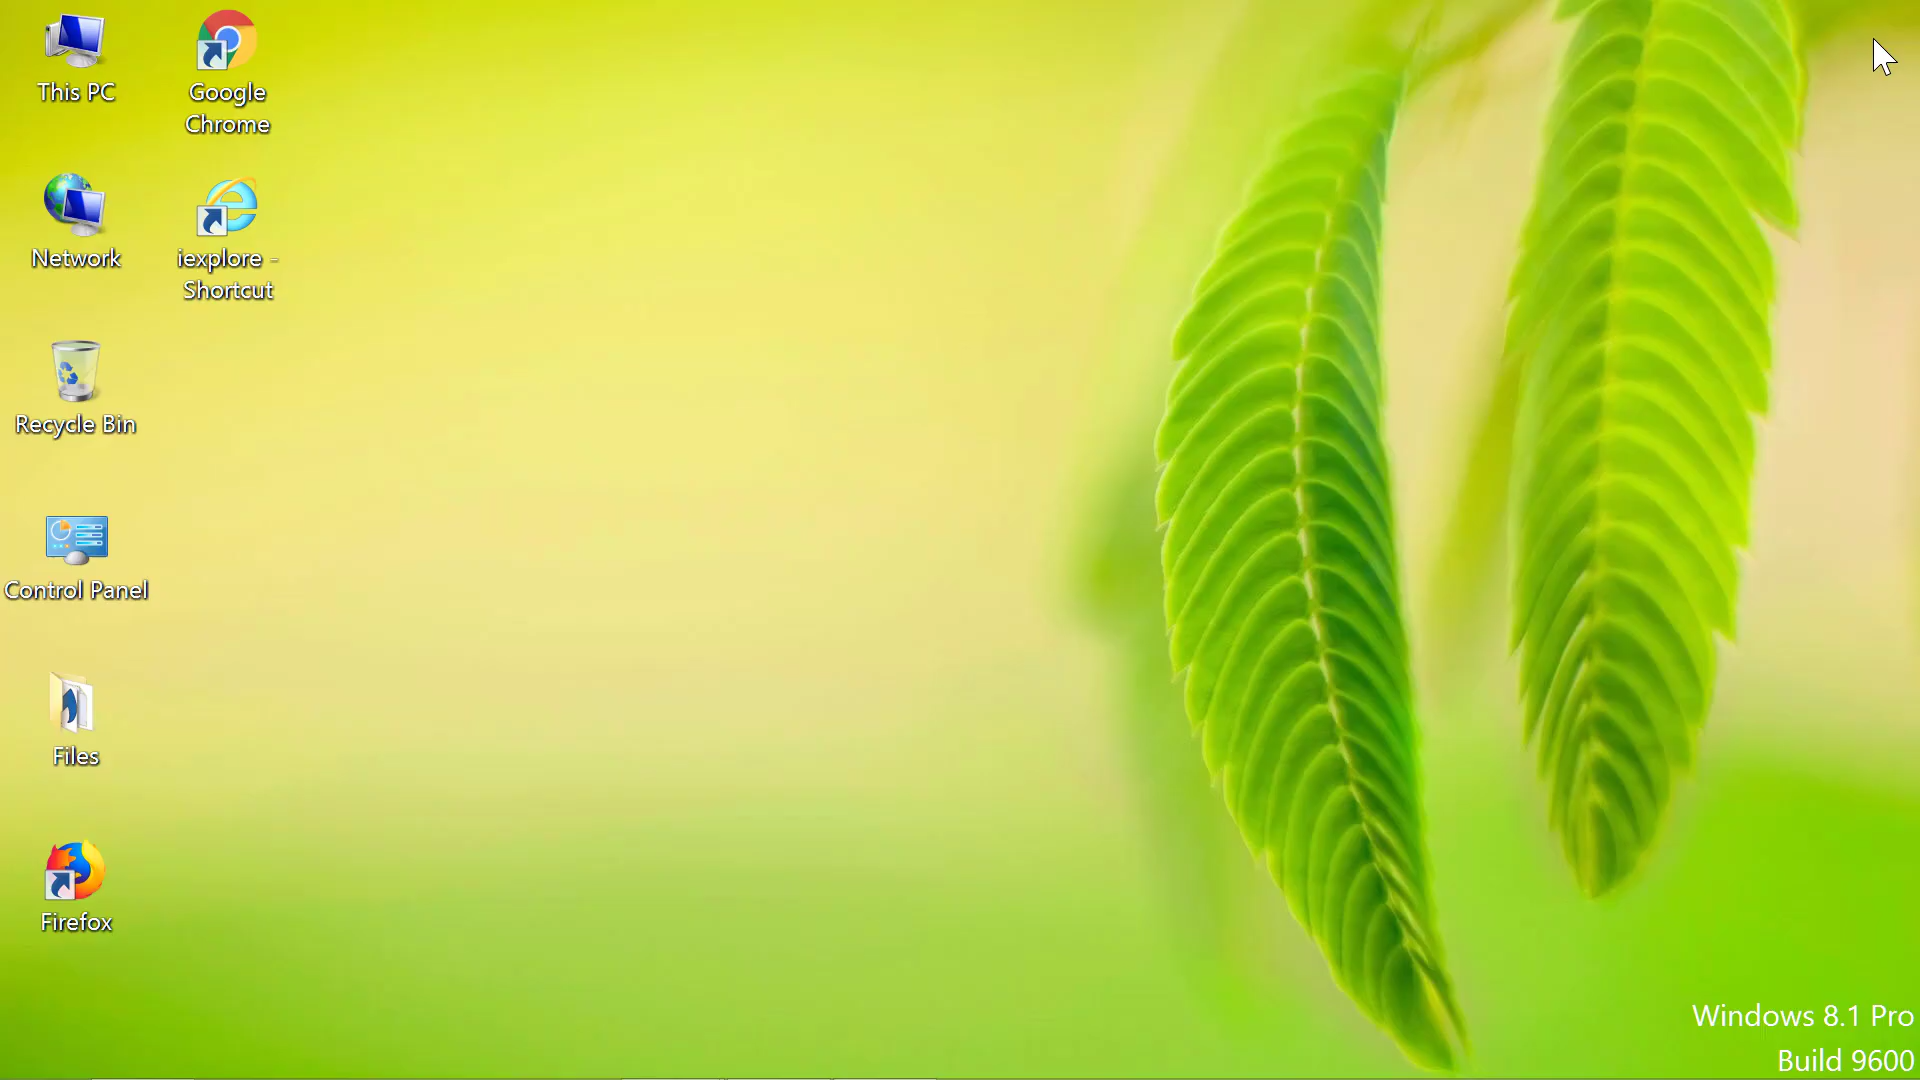 This PC
Google
Chrome
Network
iexplore -
Shortcut
Recycle Bin
Control Panel
Files
Firefox
Windows 8.1 Pro
Build 9600